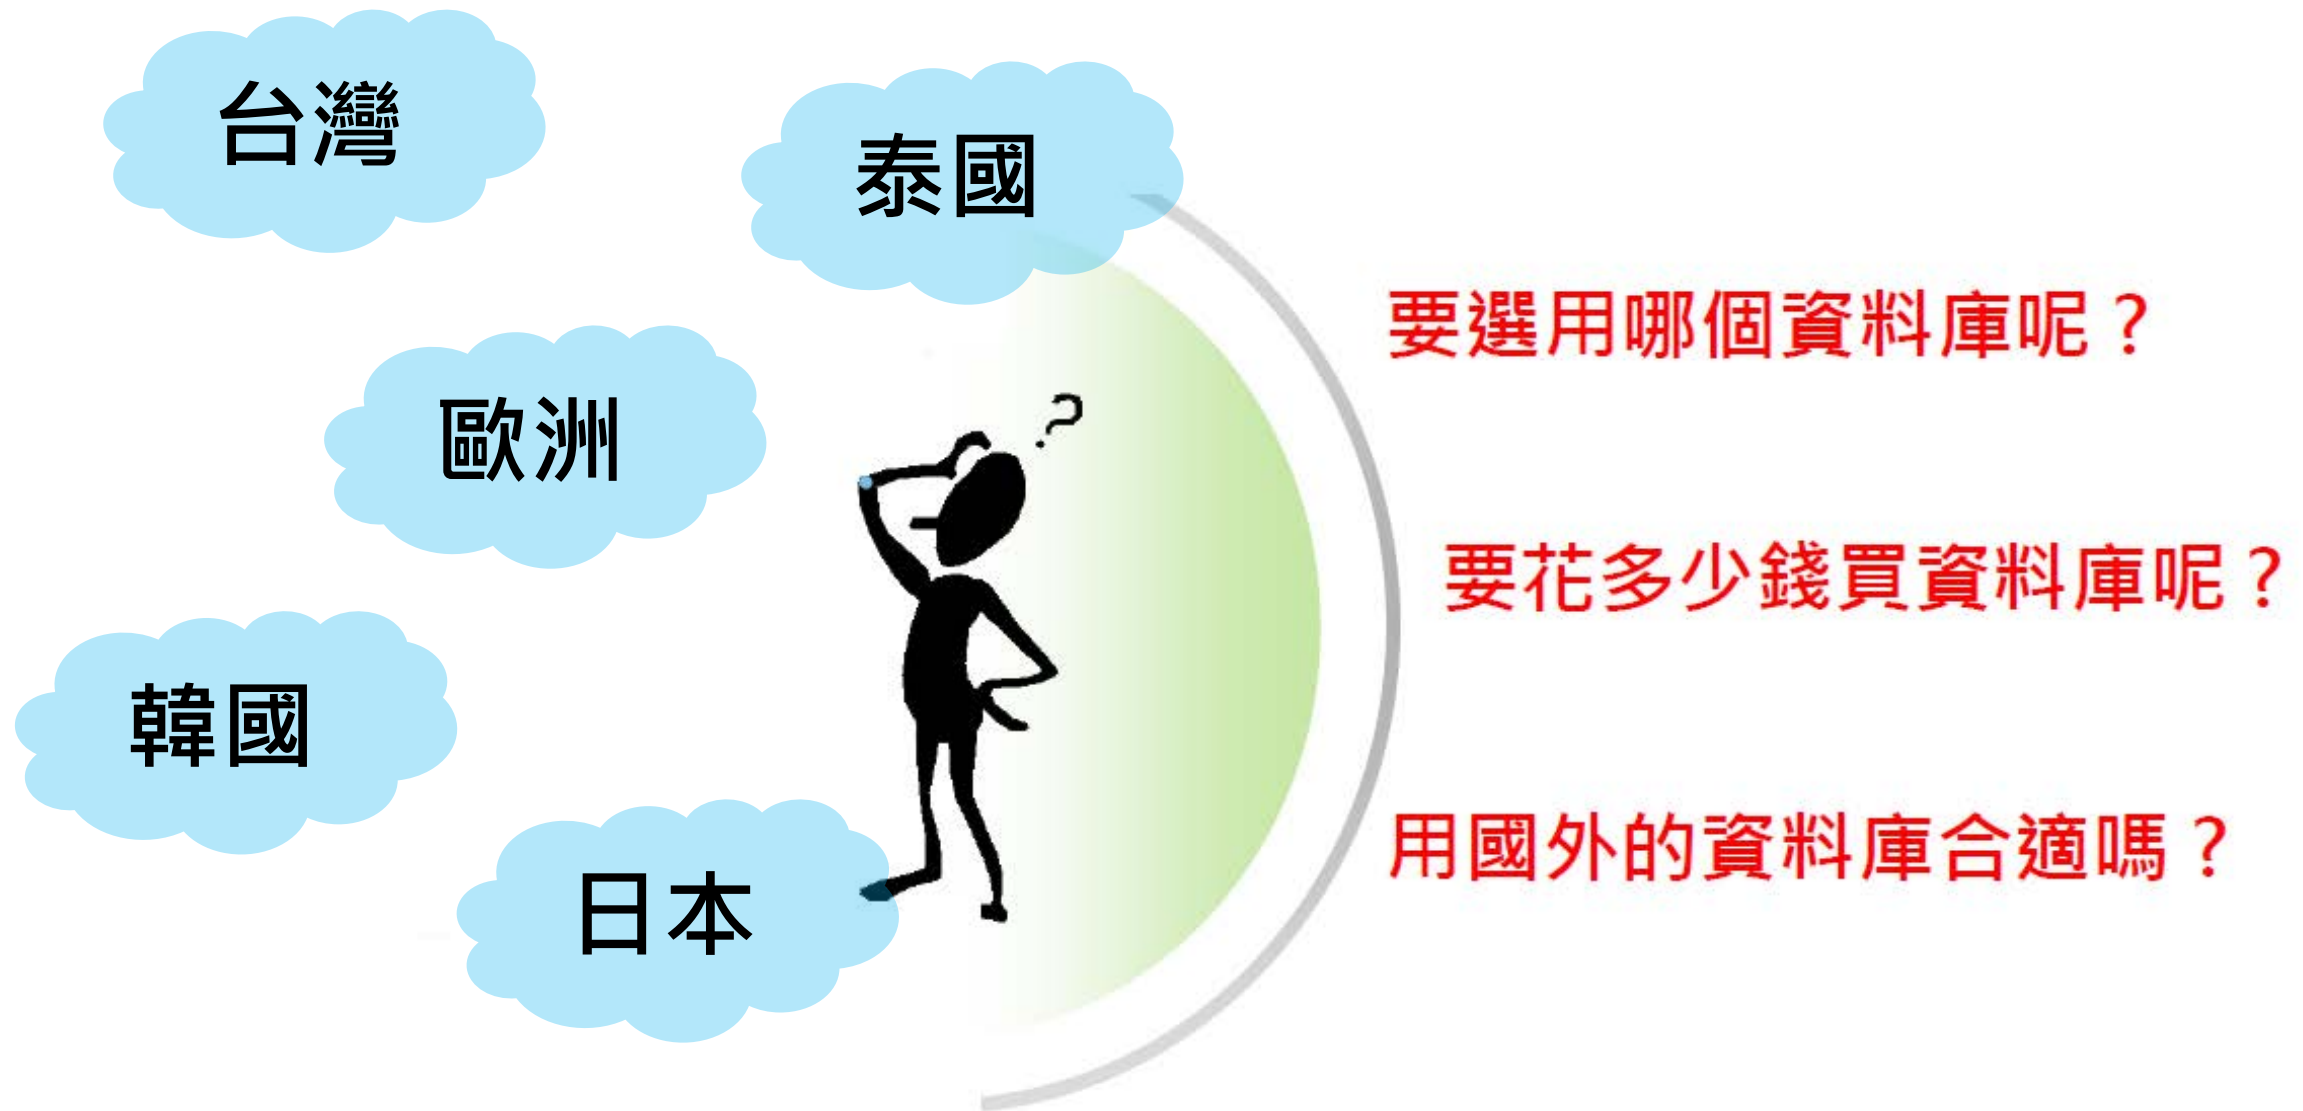 台灣
泰國
歐洲
韓國
日本
?
要選用哪個資料庫呢？
要花多少錢買資料庫呢？
用國外的資料庫合適嗎？